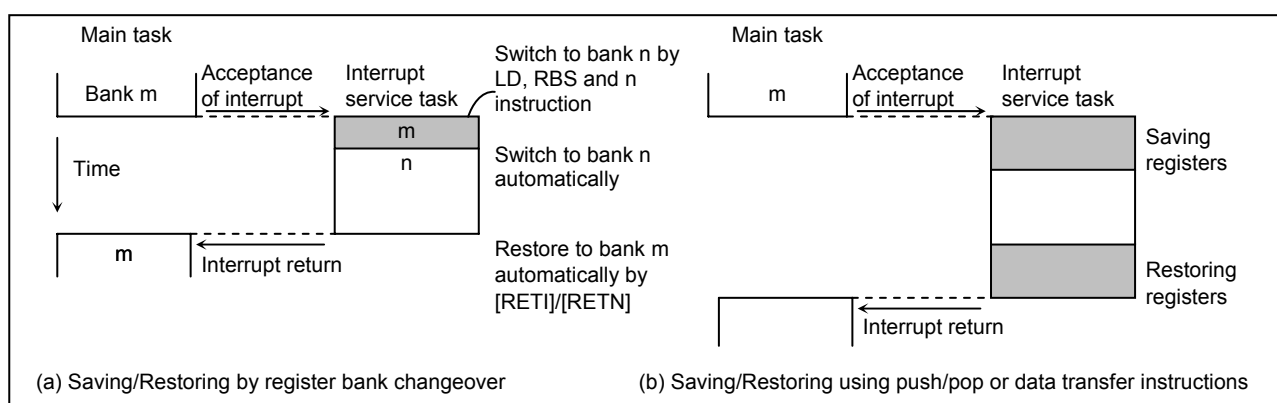 Main task
Bank m
Acceptance
of interrupt
Interrupt
service task
Switch to bank n by
LD, RBS and n
instruction
m
n
Switch to bank n
automatically
Time
m
Interrupt return
Restore to bank m
automatically by
[RETI]/[RETN]
(a) Saving/Restoring by register bank changeover
Main task
m
Acceptance
of interrupt
Interrupt
service task
Saving
registers
Restoring
registers
Interrupt return
(b) Saving/Restoring using push/pop or data transfer instructions